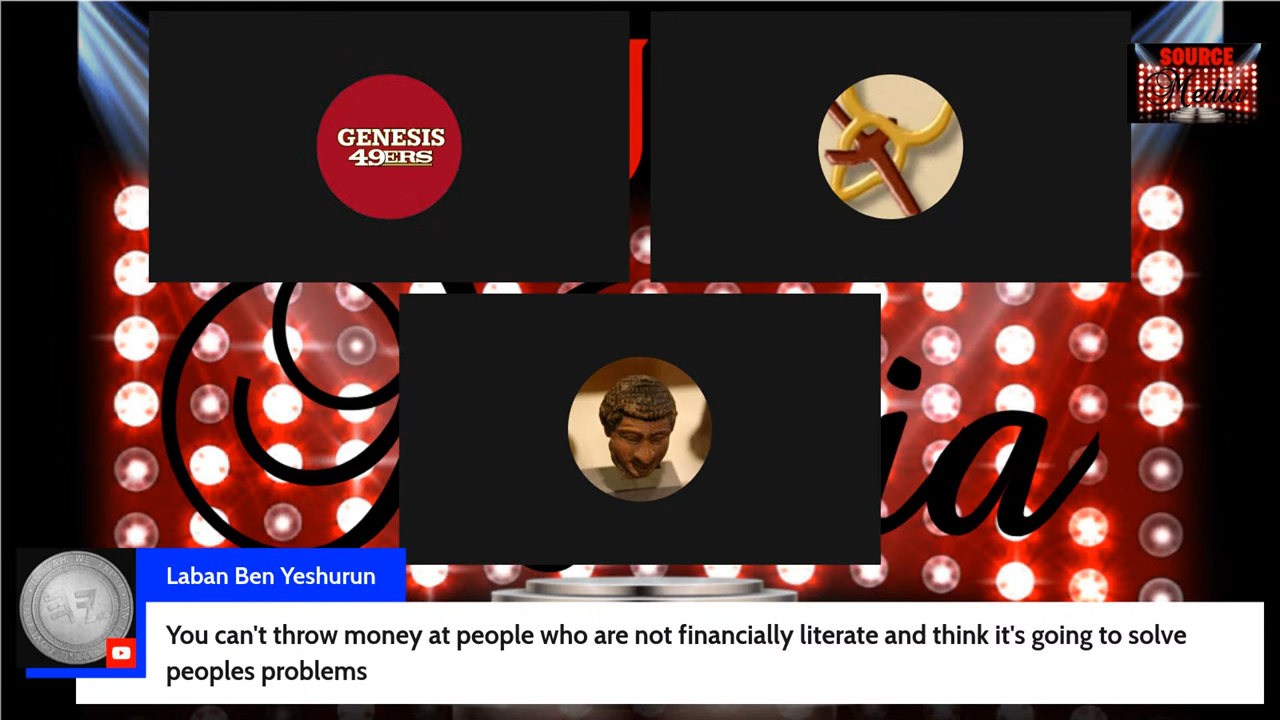 GENESIS
49ERS
SOURCE
Media
Laban Ben Yeshurun
You can't throw money at people who are not financially literate and think it's going to solve
peoples problems